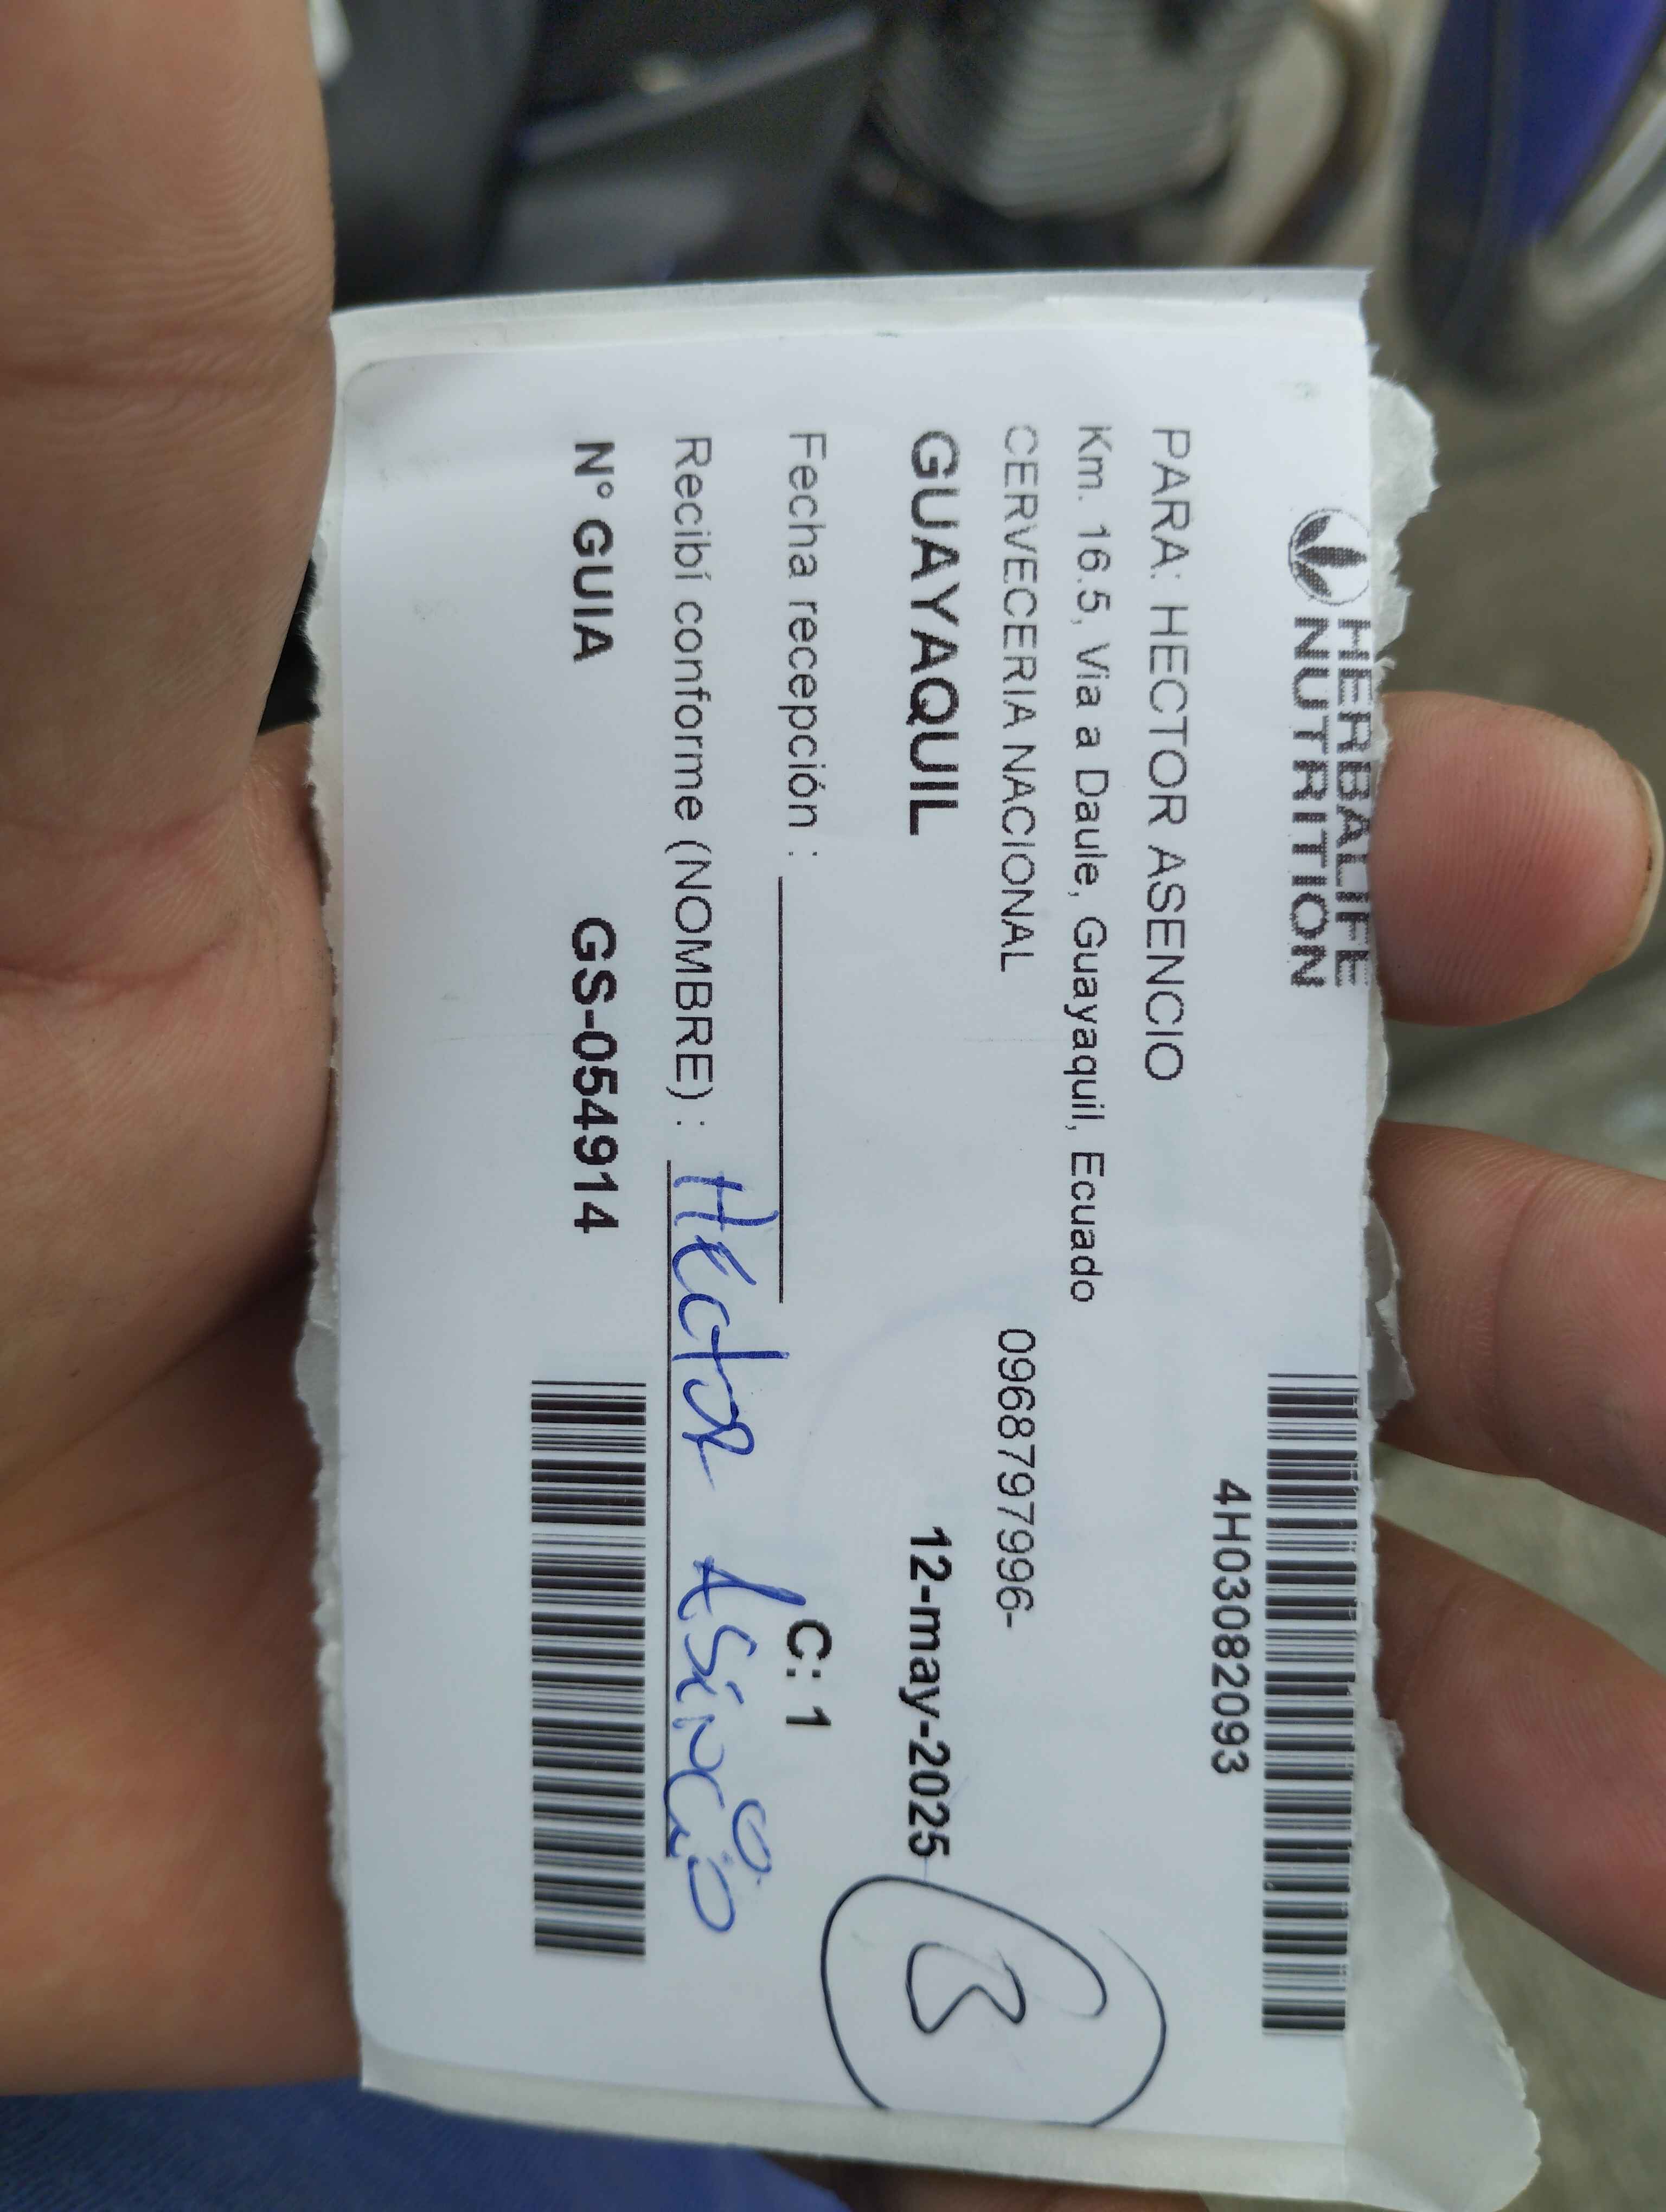 HERBALIFE
NUTRITION
4H03082093
PARA: HECTOR ASENCIO
Km. 16.5, Via a Daule, Guayaquil, Ecuado
CERVECERIA NACIONAL 0968797996-
GUAYAQUIL 12-may-2025
3
Fecha recepción : C: 1
Recibí conforme (NOMBRE) : Hector Asencio
N° GUIA GS-054914